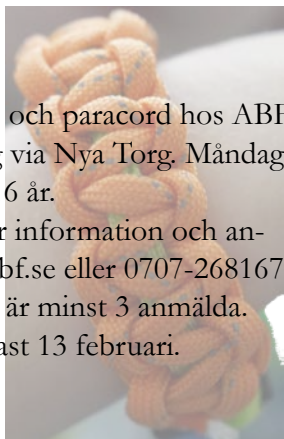 och paracord hos ABF
via Nya Torg. Måndag
6 år.
information och an-
bf.se eller 0707-268167
är minst 3 anmälda.
ast 13 februari.